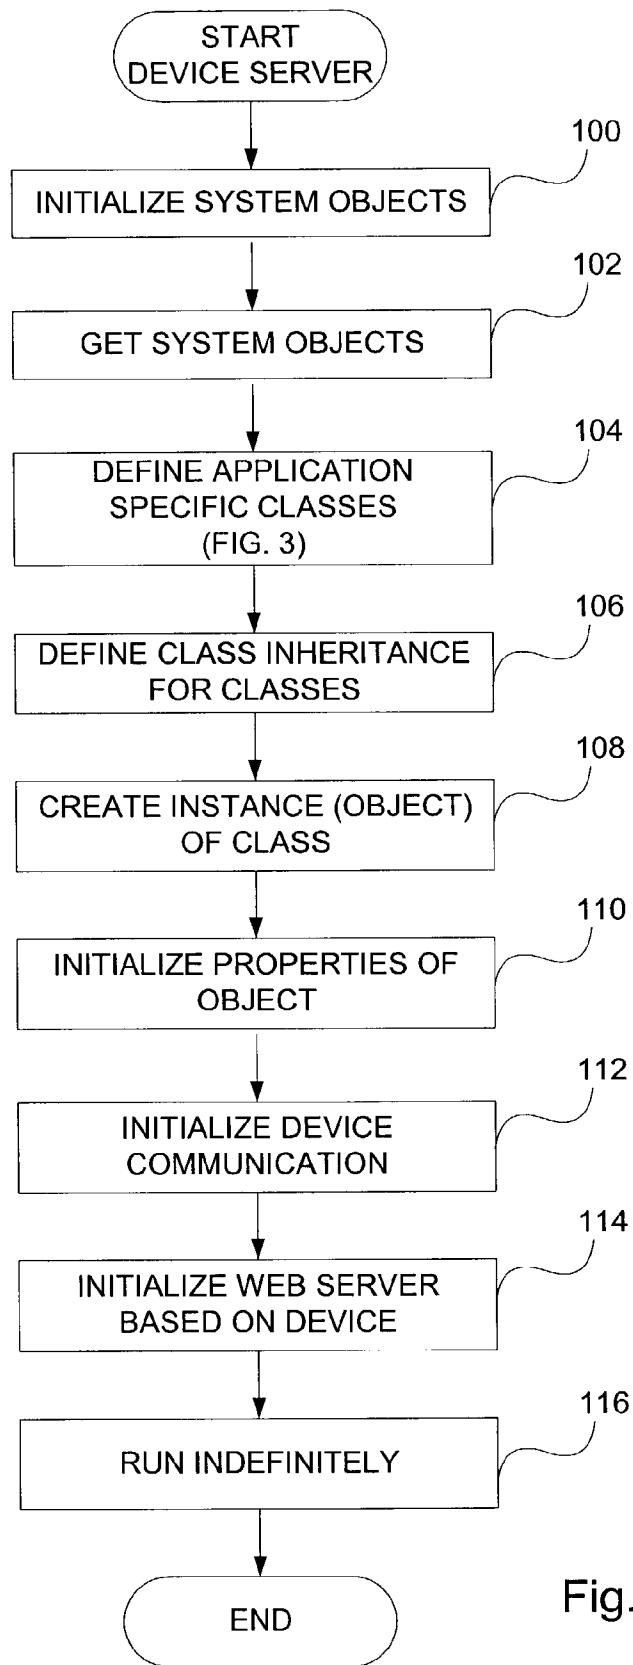 START
DEVICE SERVER
100
INITIALIZE SYSTEM OBJECTS
102
GET SYSTEM OBJECTS
104
DEFINE APPLICATION
SPECIFIC CLASSES
(FIG. 3)
106
DEFINE CLASS INHERITANCE
FOR CLASSES
108
CREATE INSTANCE (OBJECT)
OF CLASS
110
INITIALIZE PROPERTIES OF
OBJECT
112
INITIALIZE DEVICE
COMMUNICATION
114
INITIALIZE WEB SERVER
BASED ON DEVICE
116
RUN INDEFINITELY
END
Fig.